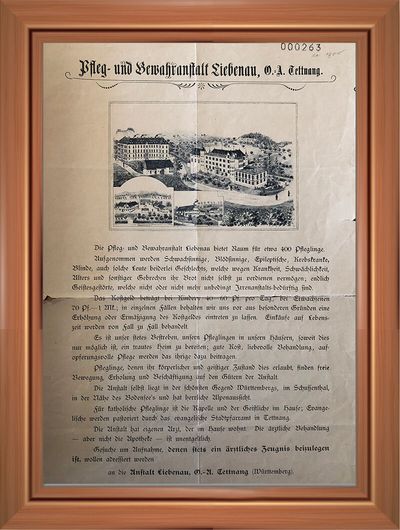 000263
Pfleg- und Bewahranstalt Liebenau, O.-A. Tettnang.
Die Pfleg- und Bewahranstalt Liebenau bietet Raum für etwa 400 Pfleglinge.
Aufgenommen werden Schwachsinnige, Blödsinnige, Epileptische, Krebskranke,
Blinde, auch solche Leute beiderlei Geschlechts, welche wegen Krankheit, Schwächlichkeit,
Alters und sonstiger Gebrechen ihr Brot nicht selbst zu verdienen vermögen; endlich
Geistesgestörte, welche nicht oder nicht mehr unbedingt Irrenanstalts-bedürftig sind.
Das Kostgeld beträgt bei Kindern 40–60 Pf. pro Tag, bei Erwachsenen
70 Pf.–1 Mk.; in einzelnen Fällen behalten wir uns vor aus besonderen Gründen eine
Erhöhung oder Ermäßigung des Kostgeldes eintreten zu lassen. Einkäufe auf Lebens-
zeit werden von Fall zu Fall behandelt.
Es ist unser stetes Bestreben, unsern Pfleglingen in unsern Häusern, soweit dies
nur möglich ist, ein trautes Heim zu bereiten; gute Kost, liebevolle Behandlung, auf-
opferungsvolle Pflege werden das ihrige dazu beitragen.
Pfleglinge, denen ihr körperlicher und geistiger Zustand dies erlaubt, finden freie
Bewegung, Erholung und Beschäftigung auf den Gütern der Anstalt.
Die Anstalt selbst liegt in der schönsten Gegend Württembergs, im Schussenthal,
in der Nähe des Bodensee's und hat herrliche Alpenaussicht.
Für katholische Pfleglinge ist die Kapelle und der Geistliche im Hause; Evange-
lische werden pastoriert durch das evangelische Stadtpfarramt in Tettnang.
Die Anstalt hat eigenen Arzt, der im Hause wohnt. Die ärztliche Behandlung
— aber nicht die Apotheke — ist unentgeltlich.
Gesuche um Aufnahme, denen stets ein ärztliches Zeugnis beizulegen
ist, wollen adressiert werden
an die Anstalt Liebenau, O.-A. Tettnang (Württemberg).